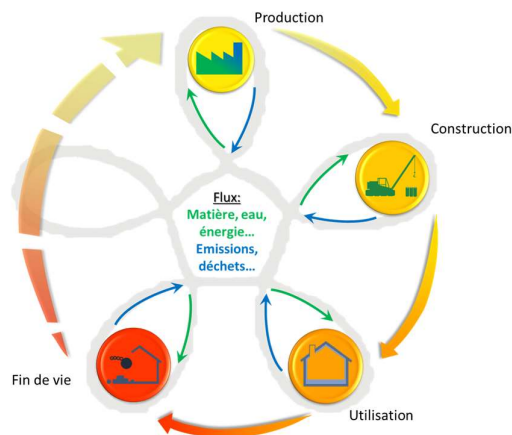 Production
Construction
Flux:
Matière, eau,
énergie...
Emissions,
déchets...
Fin de vie
Utilisation